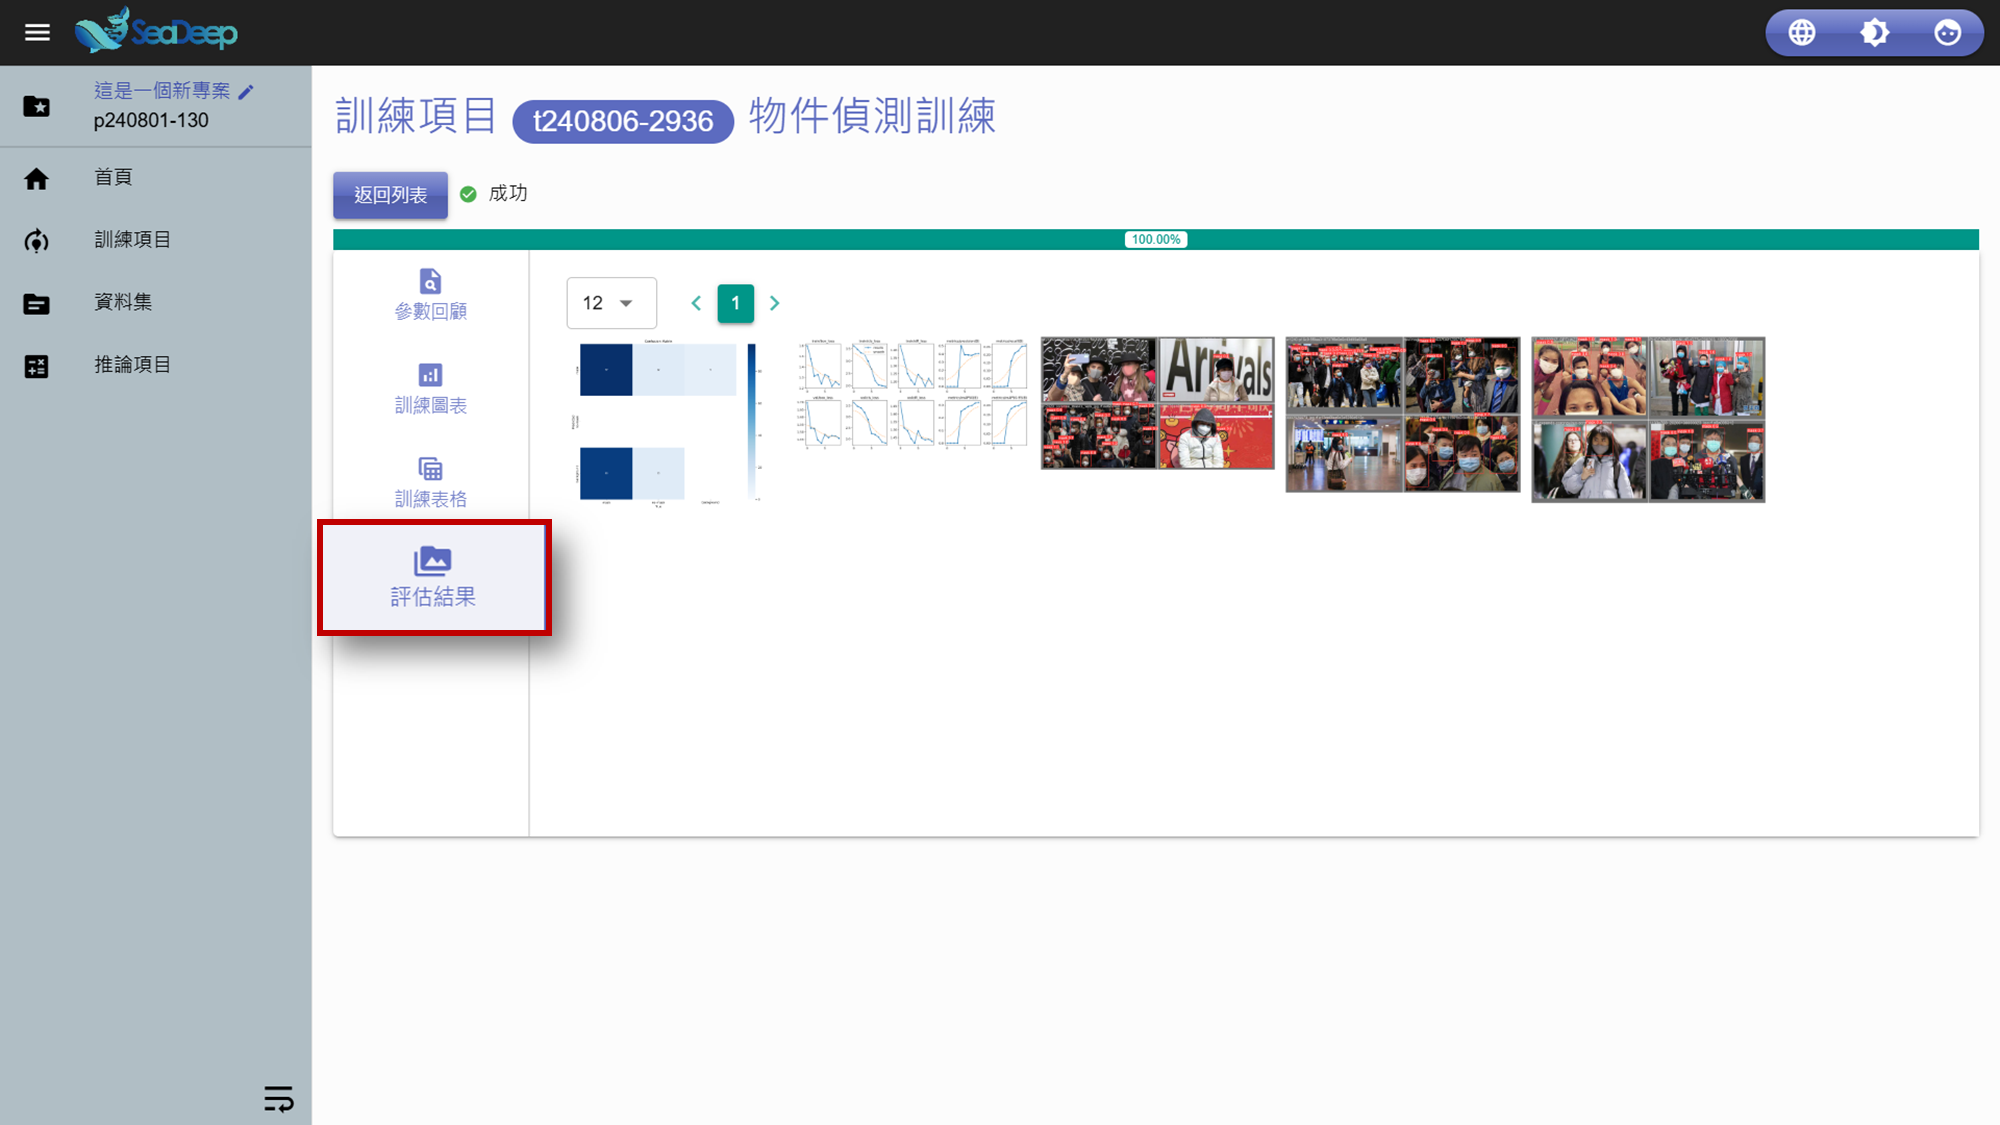 SeaDeep
這是一個新專案
p240801-130
首頁
訓練項目
資料集
推論項目
訓練項目 t240806-2936 物件偵測訓練
返回列表 成功
100.00%
參數回顧
訓練圖表
訓練表格
評估結果
12 1
Arrivals